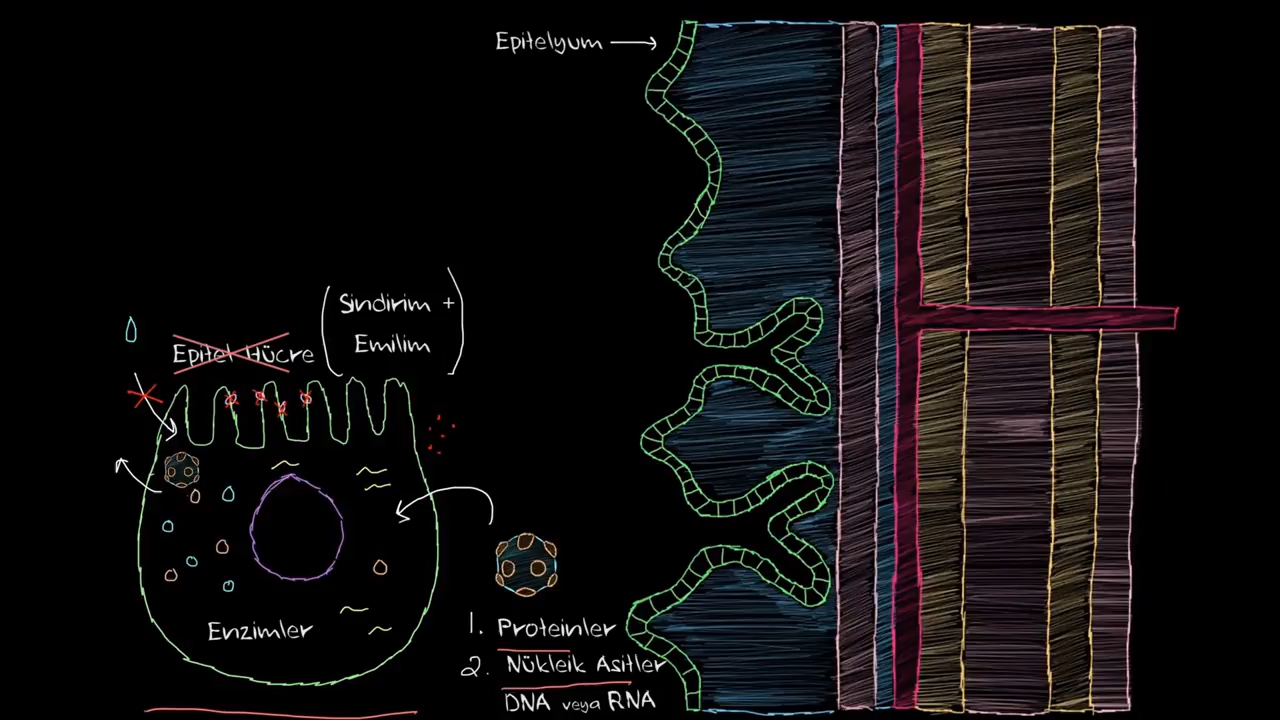 Epitelyum
Sindirim +
Emilim
Epitel Hücre
Enzimler
1. Proteinler
2. Nükleik Asitler
DNA veya RNA